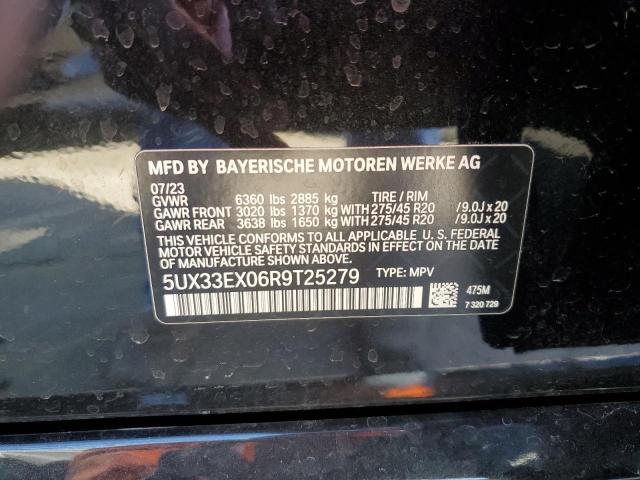 MFD BY BAYERISCHE MOTOREN WERKE AG
07/23
GVWR 6360 lbs 2885 kg TIRE / RIM
GAWR FRONT 3020 lbs 1370 kg WITH 275/45 R20 /9.0J x 20
GAWR REAR 3638 lbs 1650 kg WITH 275/45 R20 /9.0J x 20
THIS VEHICLE CONFORMS TO ALL APPLICABLE U. S. FEDERAL
MOTOR VEHICLE SAFETY STANDARDS IN EFFECT ON THE DATE
OF MANUFACTURE SHOWN ABOVE.
5UX33EX06R9T25279 TYPE: MPV
475M
7 320 729